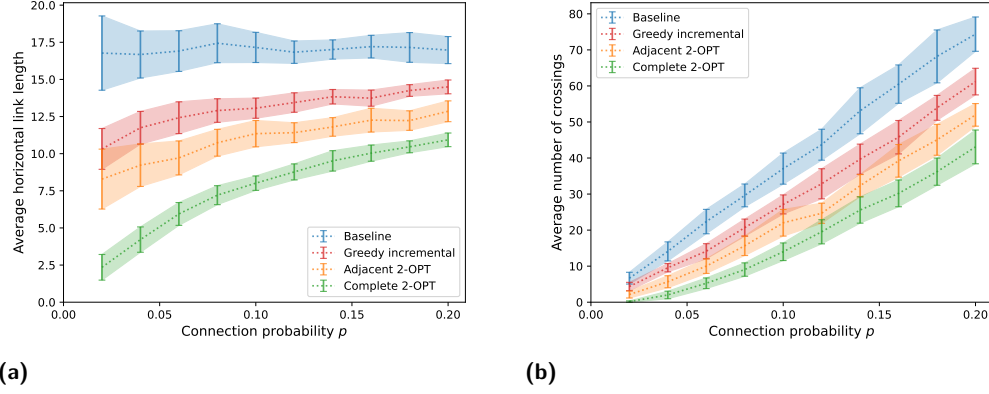 20.0
17.5
15.0
12.5
10.0
7.5
5.0
2.5
0.0
Average horizontal link length
0.00
0.05
0.10
0.15
0.20
Connection probability p
Baseline
Greedy incremental
Adjacent 2-OPT
Complete 2-OPT
(a)
80
70
60
50
40
30
20
10
0
Average number of crossings
0.00
0.05
0.10
0.15
0.20
Connection probability p
Baseline
Greedy incremental
Adjacent 2-OPT
Complete 2-OPT
(b)